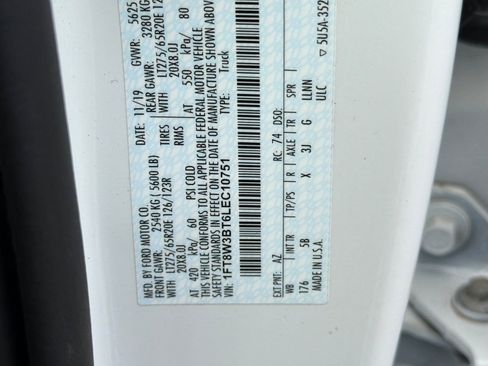 MFD. BY FORD MOTOR CO.
DATE: 11/19 GVWR: 5625
FRONT GAWR: 2540 KG ( 5600 LB) REAR GAWR: 3280 KG
LT275/65R20E 126/123R TIRES WITH LT275/65R20E 12
20X8.0J RIMS 20X8.0J
AT 420 kPa/ 60 PSI COLD AT 550 kPa/ 80
THIS VEHICLE CONFORMS TO ALL APPLICABLE FEDERAL MOTOR VEHICLE
SAFETY STANDARDS IN EFFECT ON THE DATE OF MANUFACTURE SHOWN ABOV
VIN: 1FT8W3BT6LEC10751 TYPE: Truck
EXT PNT: AZ RC: 74 DSO:
WB INT TR TP/PS R AXLE TR SPR
176 5B X 3J G LLNN
MADE IN U.S.A. ULC
5U5A-352